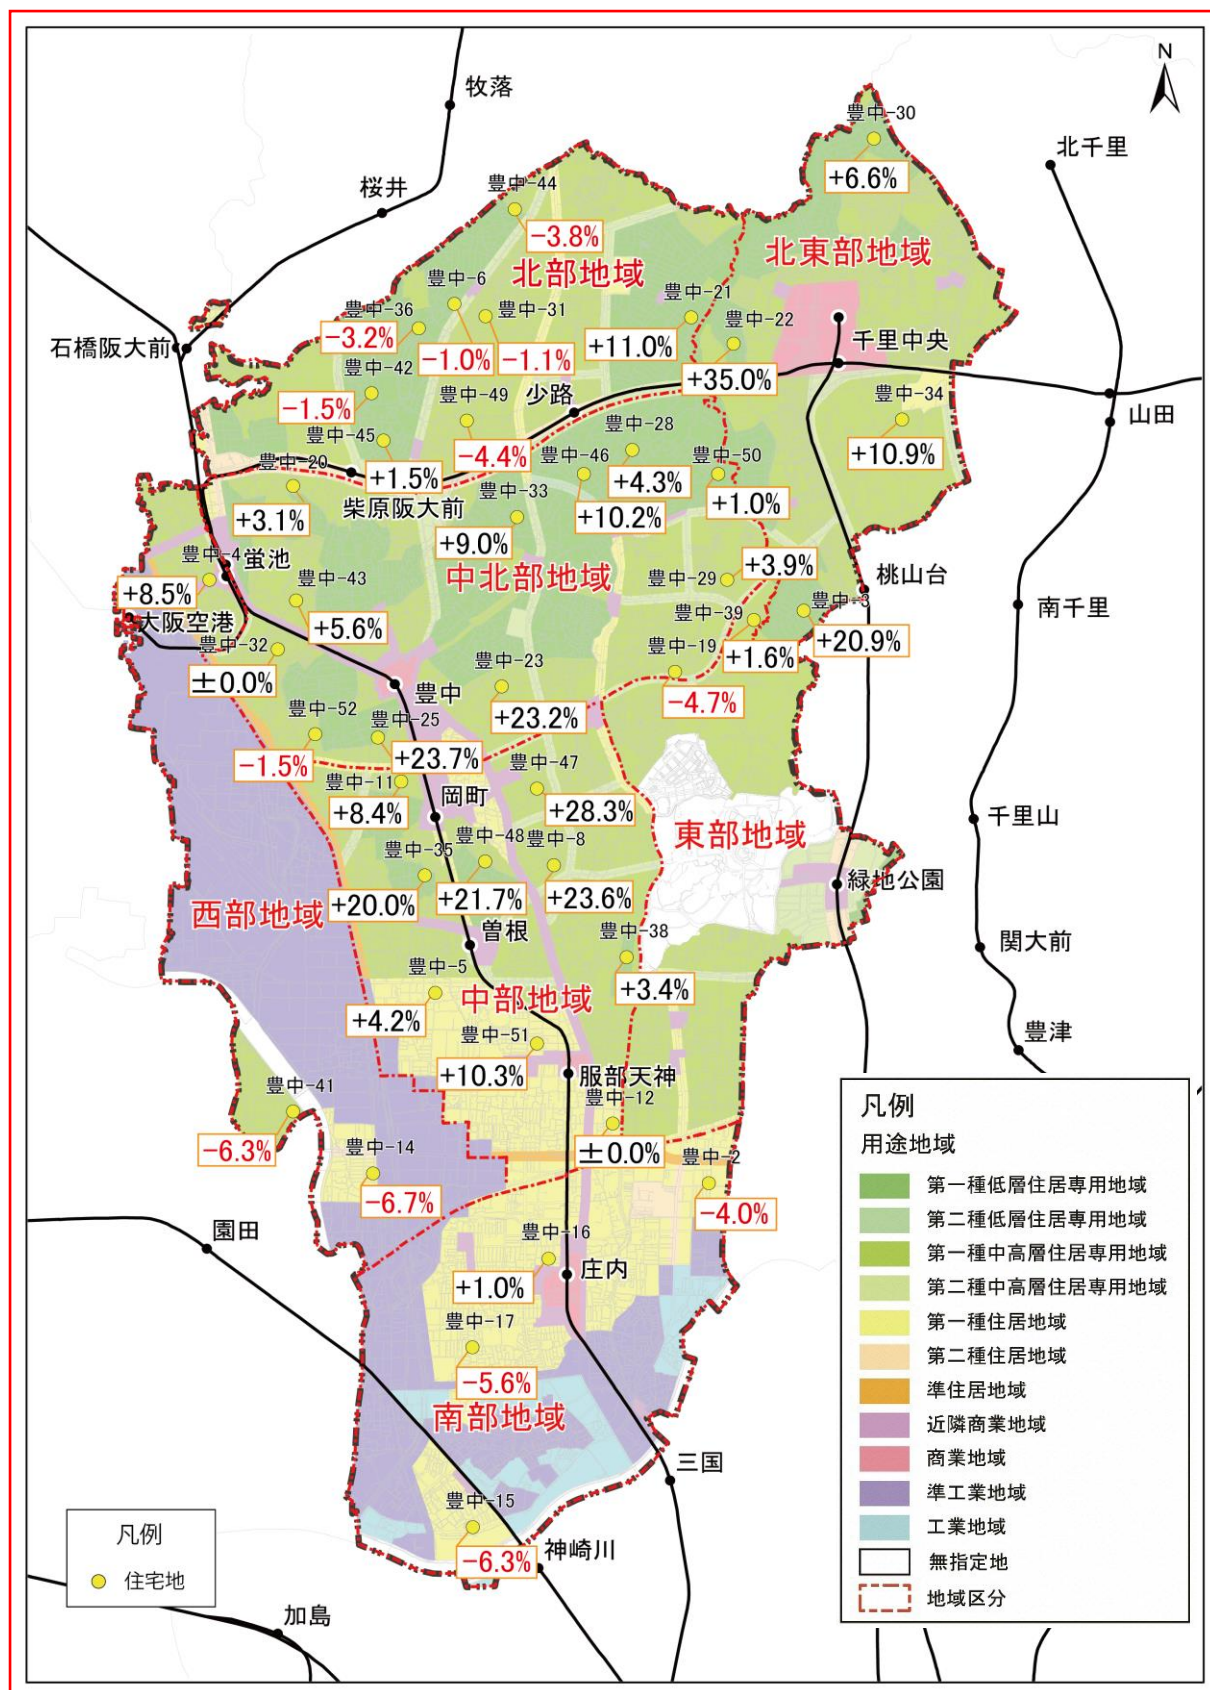 N
牧落
豊中-30
北千里
+6.6%
桜井
豊中-44
-3.8%
北部地域
北東部地域
豊中-6
豊中-21
豊中-36
豊中-31
豊中-22
-3.2%
石橋阪大前
-1.0%
-1.1%
+11.0%
千里中央
豊中-42
+35.0%
-1.5%
豊中-49
少路
豊中-34
山田
豊中-45
豊中-28
-4.4%
+10.9%
豊中-20
+1.5%
豊中-46
+4.3%
豊中-50
柴原阪大前
豊中-33
+3.1%
+10.2%
+1.0%
+9.0%
豊中-4
蛍池
中北部地域
+3.9%
豊中-43
豊中-29
桃山台
+8.5%
豊中-3
南千里
大阪空港
+5.6%
豊中-39
豊中-32
豊中-19
+1.6%
+20.9%
±0.0%
豊中-23
豊中
-4.7%
豊中-52
豊中-25
+23.2%
-1.5%
+23.7%
豊中-11
豊中-47
+8.4%
岡町
+28.3%
千里山
東部地域
豊中-35
豊中-48
豊中-8
緑地公園
+20.0%
+21.7%
+23.6%
西部地域
曽根
豊中-38
関大前
豊中-5
+3.4%
中部地域
+4.2%
豊中-51
豊津
+10.3%
服部天神
豊中-41
豊中-12
-6.3%
豊中-14
±0.0%
豊中-2
-6.7%
-4.0%
園田
豊中-16
庄内
+1.0%
豊中-17
-5.6%
南部地域
三国
豊中-15
神崎川
-6.3%
加島
凡例
住宅地
凡例
用途地域
第一種低層住居専用地域
第二種低層住居専用地域
第一種中高層住居専用地域
第二種中高層住居専用地域
第一種住居地域
第二種住居地域
準住居地域
近隣商業地域
商業地域
準工業地域
工業地域
無指定地
地域区分